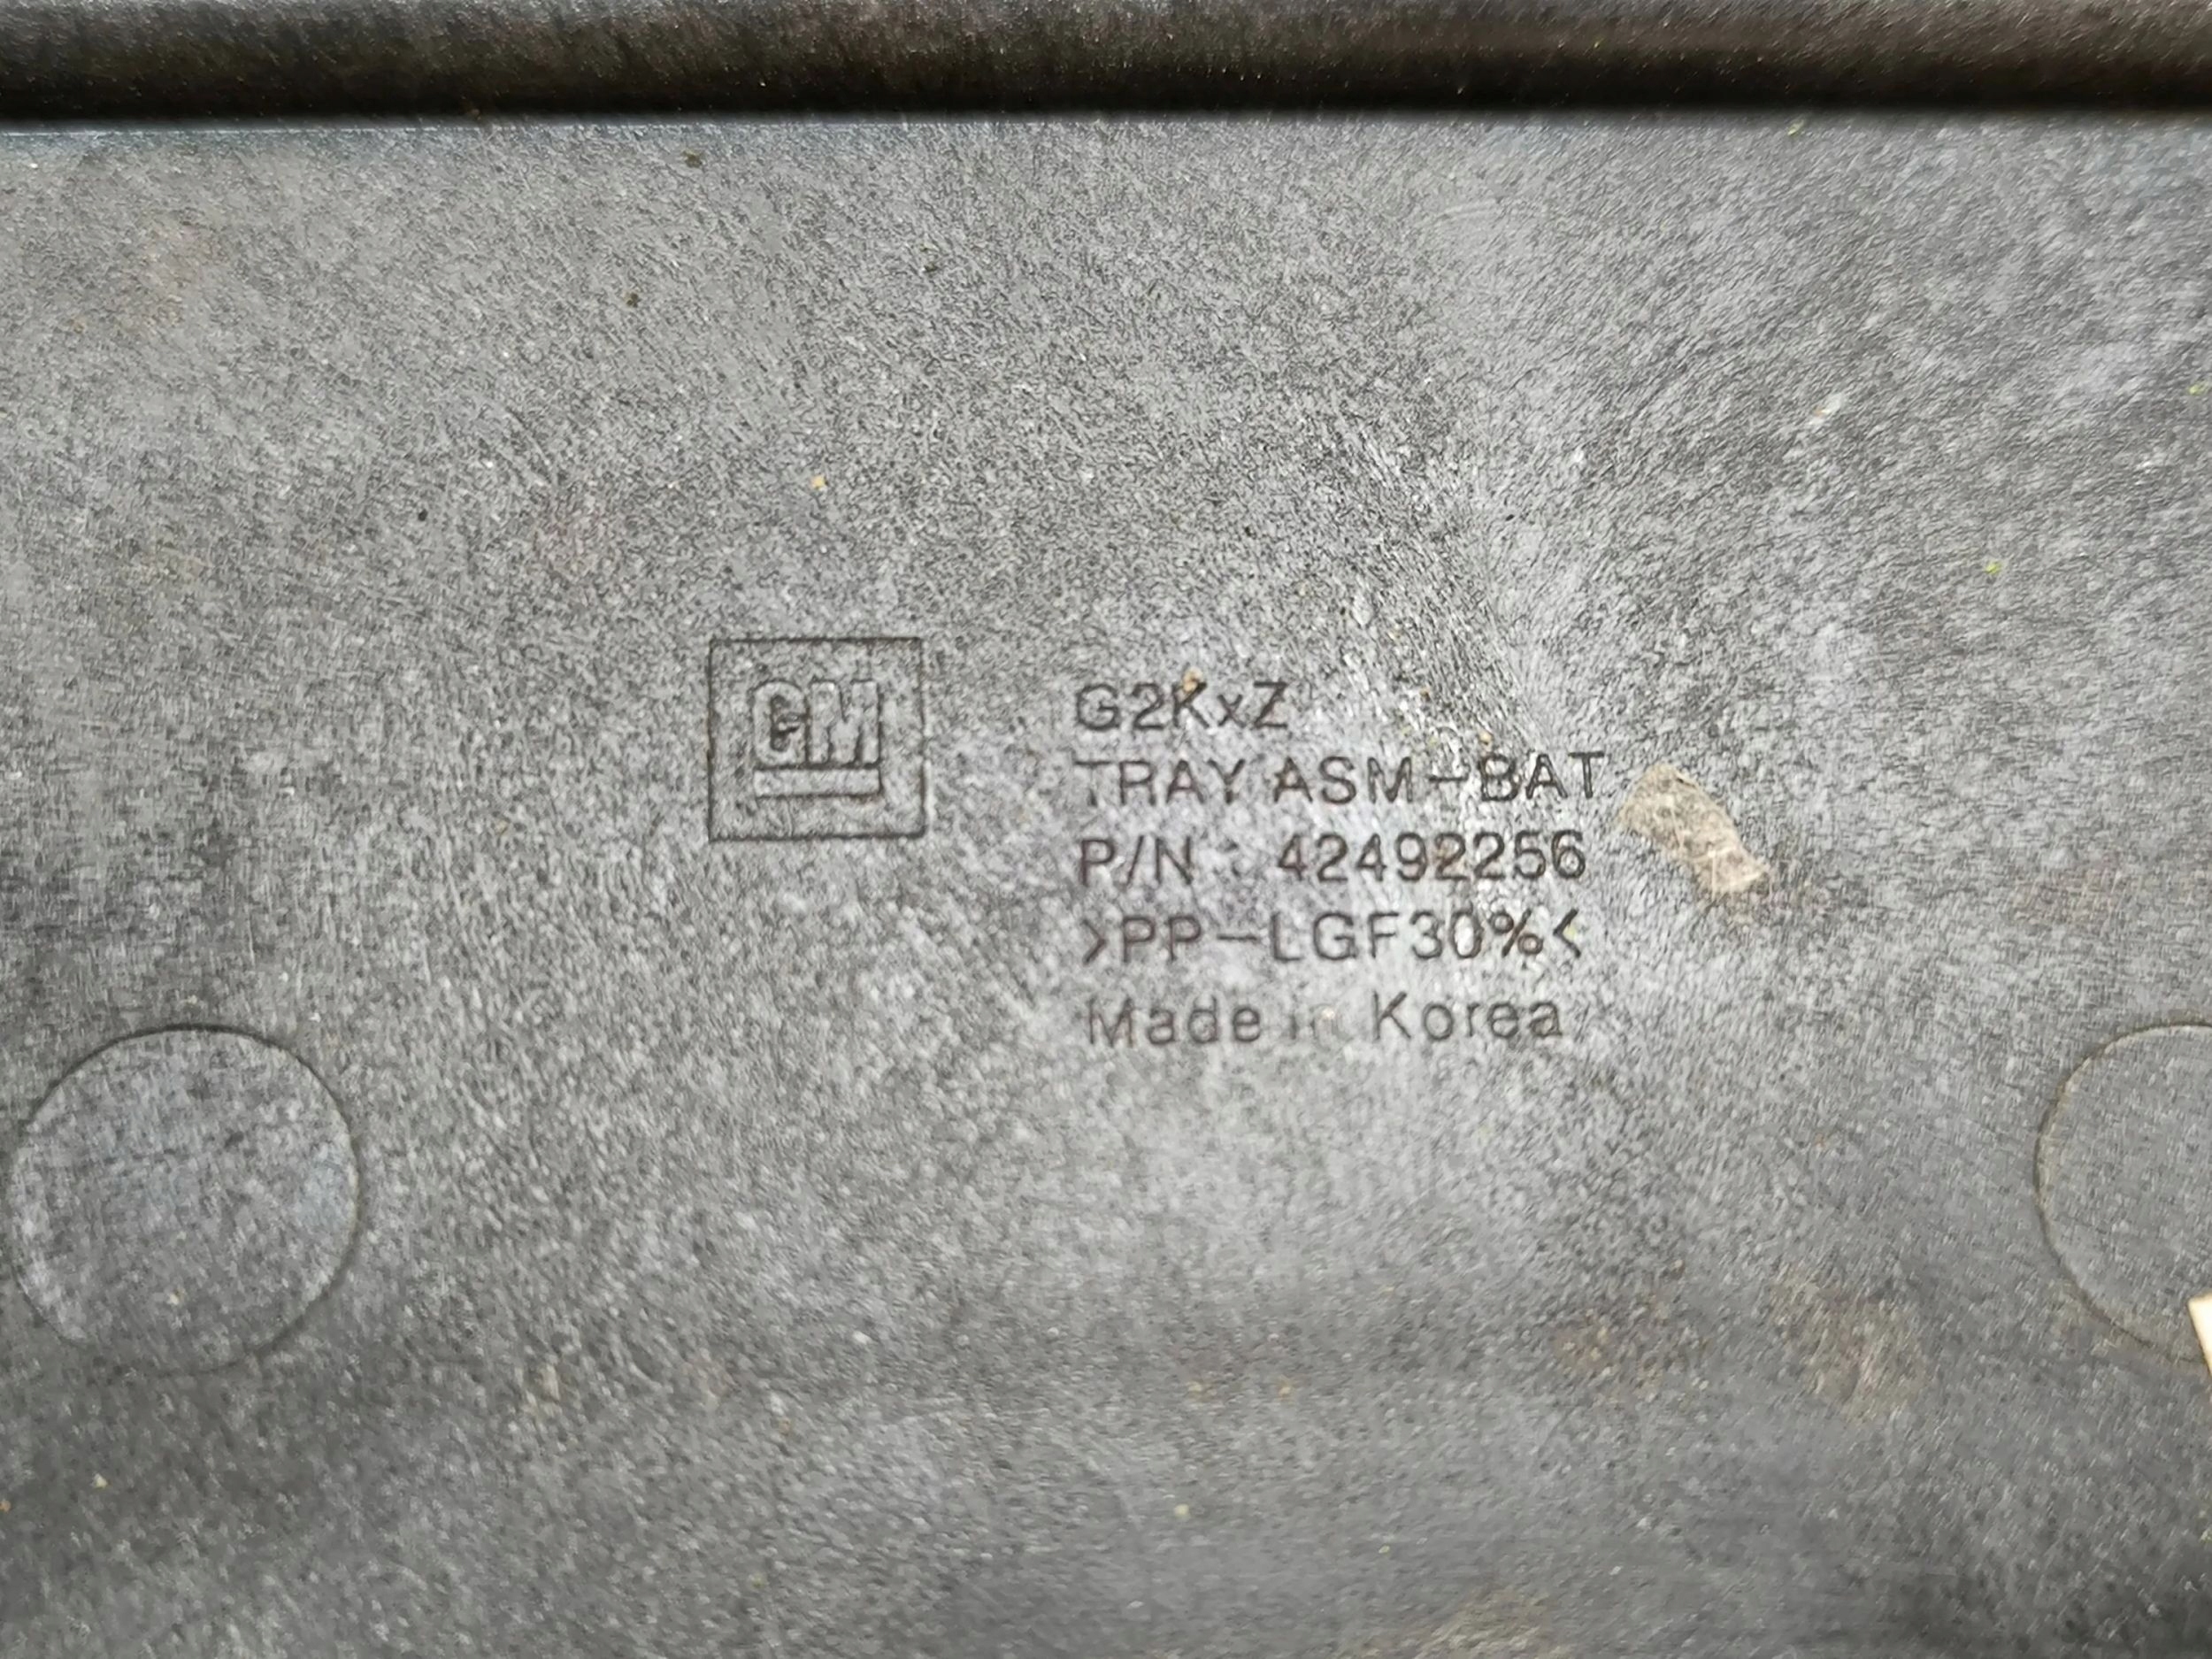 GM
G2KxZ
TRAY ASM-BAT
P/N : 42492256
>PP-LGF30%<
Made in Korea